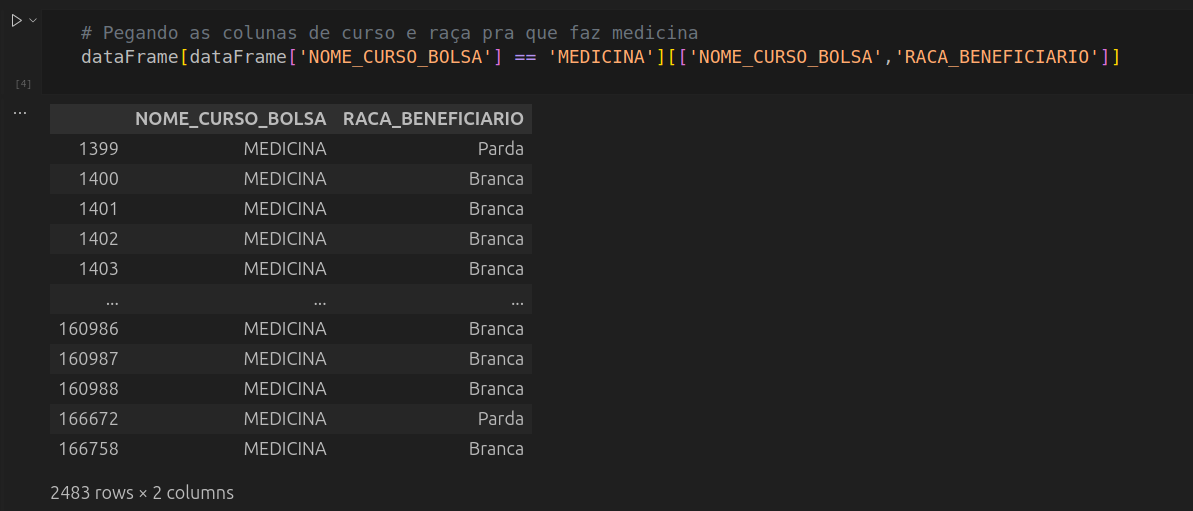 # Pegando as colunas de curso e raça pra que faz medicina
dataFrame[dataFrame['NOME_CURSO_BOLSA'] == 'MEDICINA'][['NOME_CURSO_BOLSA','RACA_BENEFICIARIO']]
[4]
...
NOME_CURSO_BOLSA RACA_BENEFICIARIO
1399 MEDICINA Parda
1400 MEDICINA Branca
1401 MEDICINA Branca
1402 MEDICINA Branca
1403 MEDICINA Branca
... ... ...
160986 MEDICINA Branca
160987 MEDICINA Branca
160988 MEDICINA Branca
166672 MEDICINA Parda
166758 MEDICINA Branca
2483 rows × 2 columns